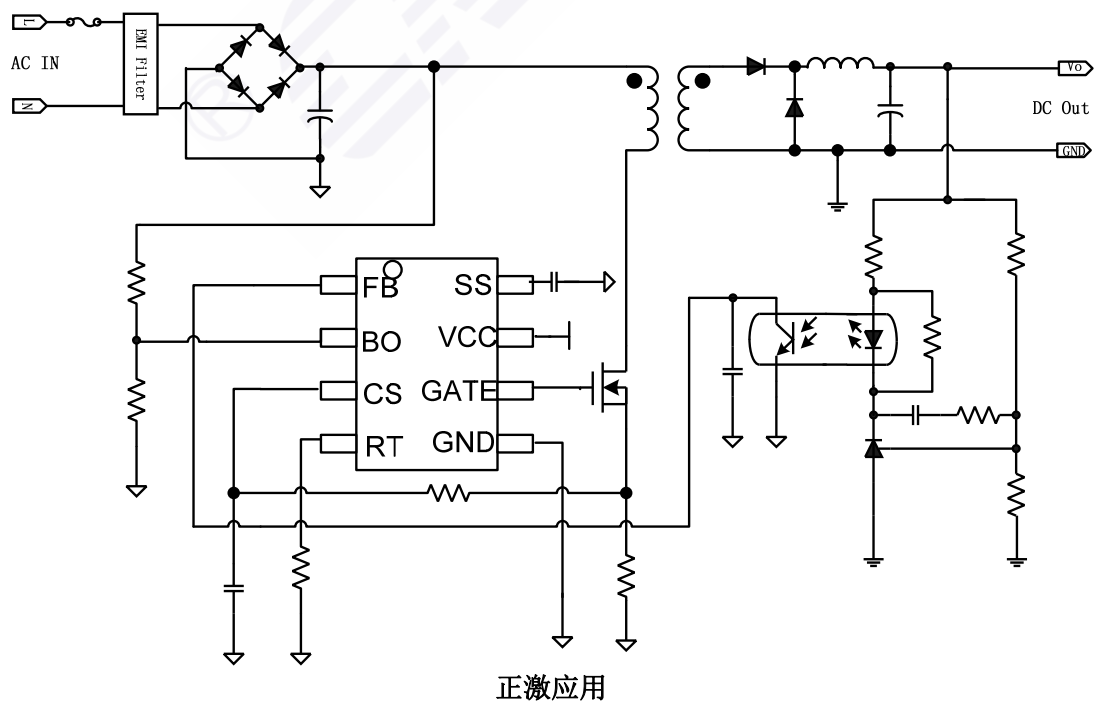 L
EMI Filter
AC IN
N
Vo
DC Out
GND
FB
SS
BO
VCC
CS
GATE
RT
GND
正激应用